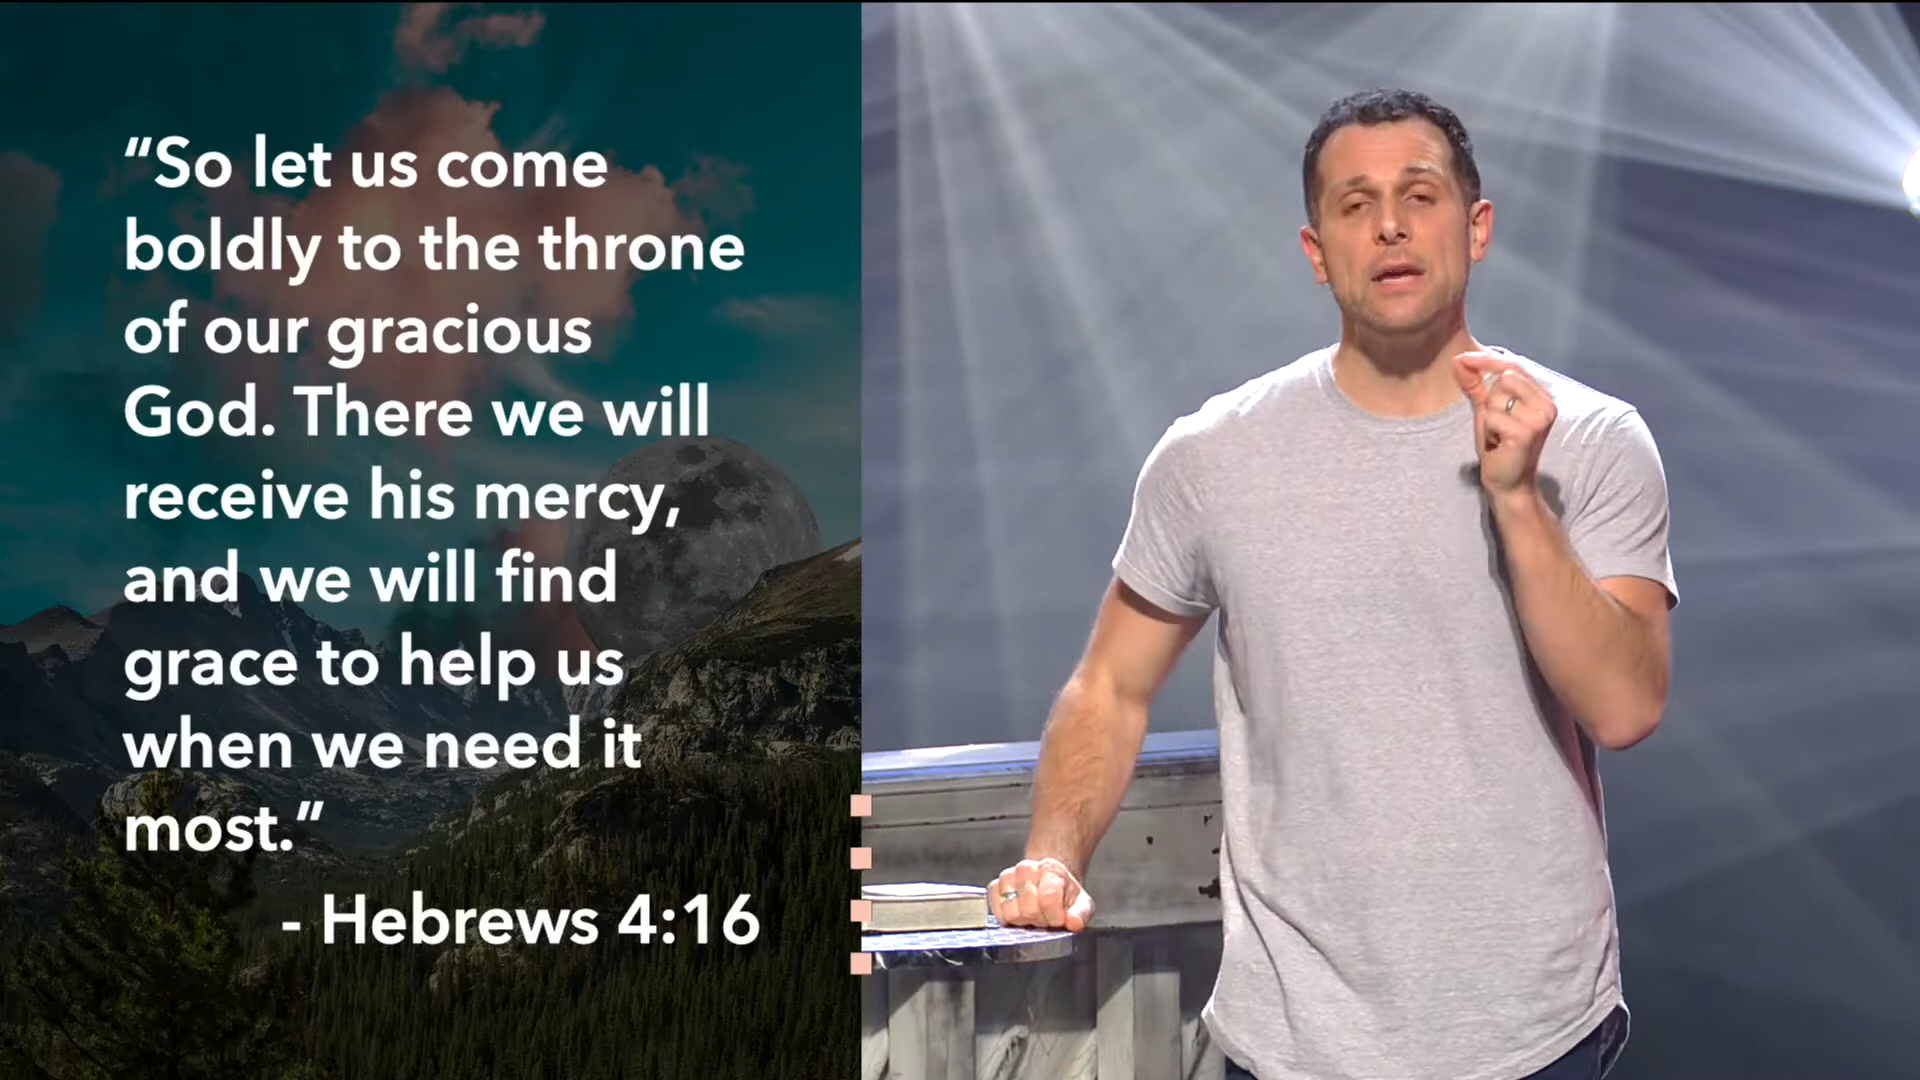 “So let us come
boldly to the throne
of our gracious
God. There we will
receive his mercy,
and we will find
grace to help us
when we need it
most.”
- Hebrews 4:16